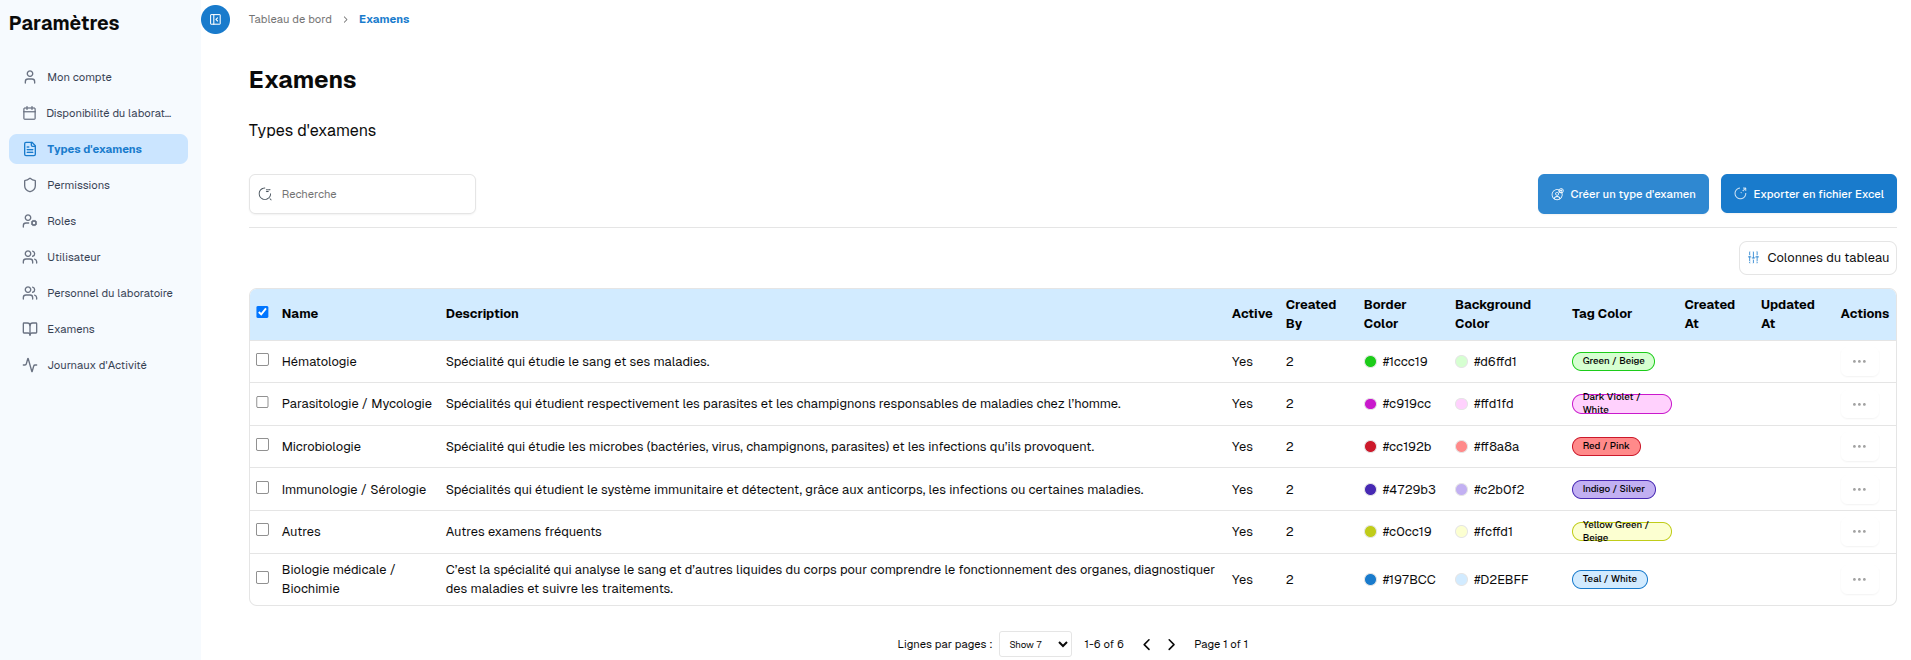 Paramètres
Mon compte
Disponibilité du laborat...
Types d'examens
Permissions
Roles
Utilisateur
Personnel du laboratoire
Examens
Journaux d'Activité
Tableau de bord > Examens
Examens
Types d'examens
Recherche
Créer un type d'examen
Exporter en fichier Excel
Colonnes du tableau
Name Description Active Created By Border Color Background Color Tag Color Created At Updated At Actions
Hématologie Spécialité qui étudie le sang et ses maladies. Yes 2 #1ccc19 #d6ffd1 Green / Beige
Parasitologie / Mycologie Spécialités qui étudient respectivement les parasites et les champignons responsables de maladies chez l'homme. Yes 2 #c919cc #ffd1fd Dark Violet / White
Microbiologie Spécialité qui étudie les microbes (bactéries, virus, champignons, parasites) et les infections qu'ils provoquent. Yes 2 #cc192b #ff8a8a Red / Pink
Immunologie / Sérologie Spécialités qui étudient le système immunitaire et détectent, grâce aux anticorps, les infections ou certaines maladies. Yes 2 #4729b3 #c2b0f2 Indigo / Silver
Autres Autres examens fréquents Yes 2 #c0cc19 #fcffd1 Yellow Green / Beige
Biologie médicale / Biochimie C'est la spécialité qui analyse le sang et d'autres liquides du corps pour comprendre le fonctionnement des organes, diagnostiquer des maladies et suivre les traitements. Yes 2 #197BCC #D2EBFF Teal / White
Lignes par pages : Show 7 1-6 of 6 Page 1 of 1